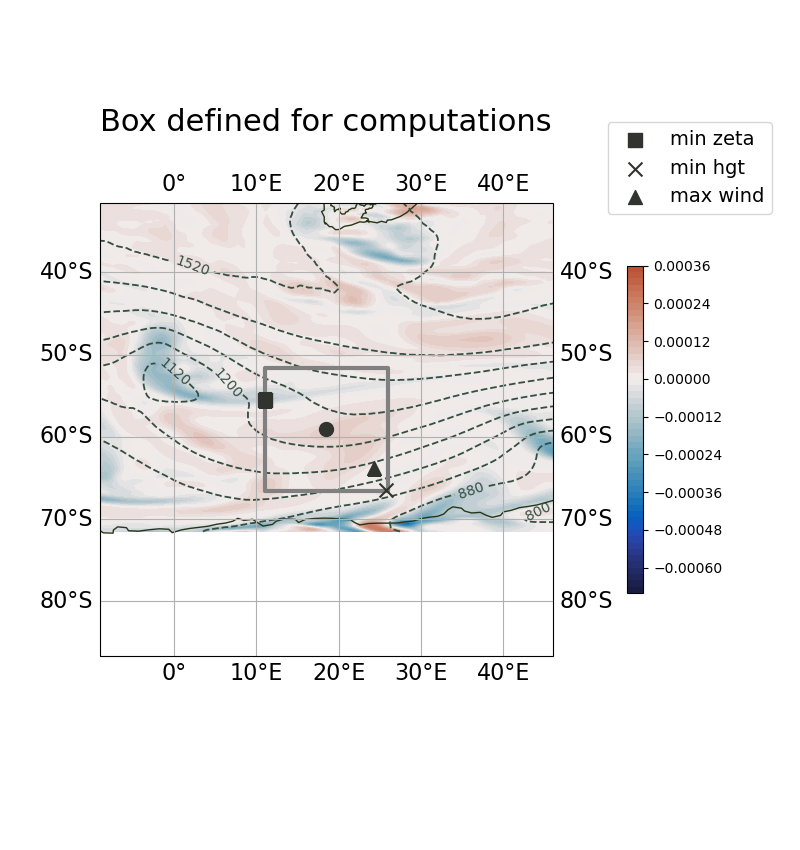 Box defined for computations
min zeta
min hgt
max wind
0° 10°E 20°E 30°E 40°E
1520
40°S 40°S
50°S 50°S
1120 1200
60°S 60°S
880
800
70°S 70°S
80°S 80°S
0° 10°E 20°E 30°E 40°E
0.00036
0.00024
0.00012
0.00000
−0.00012
−0.00024
−0.00036
−0.00048
−0.00060